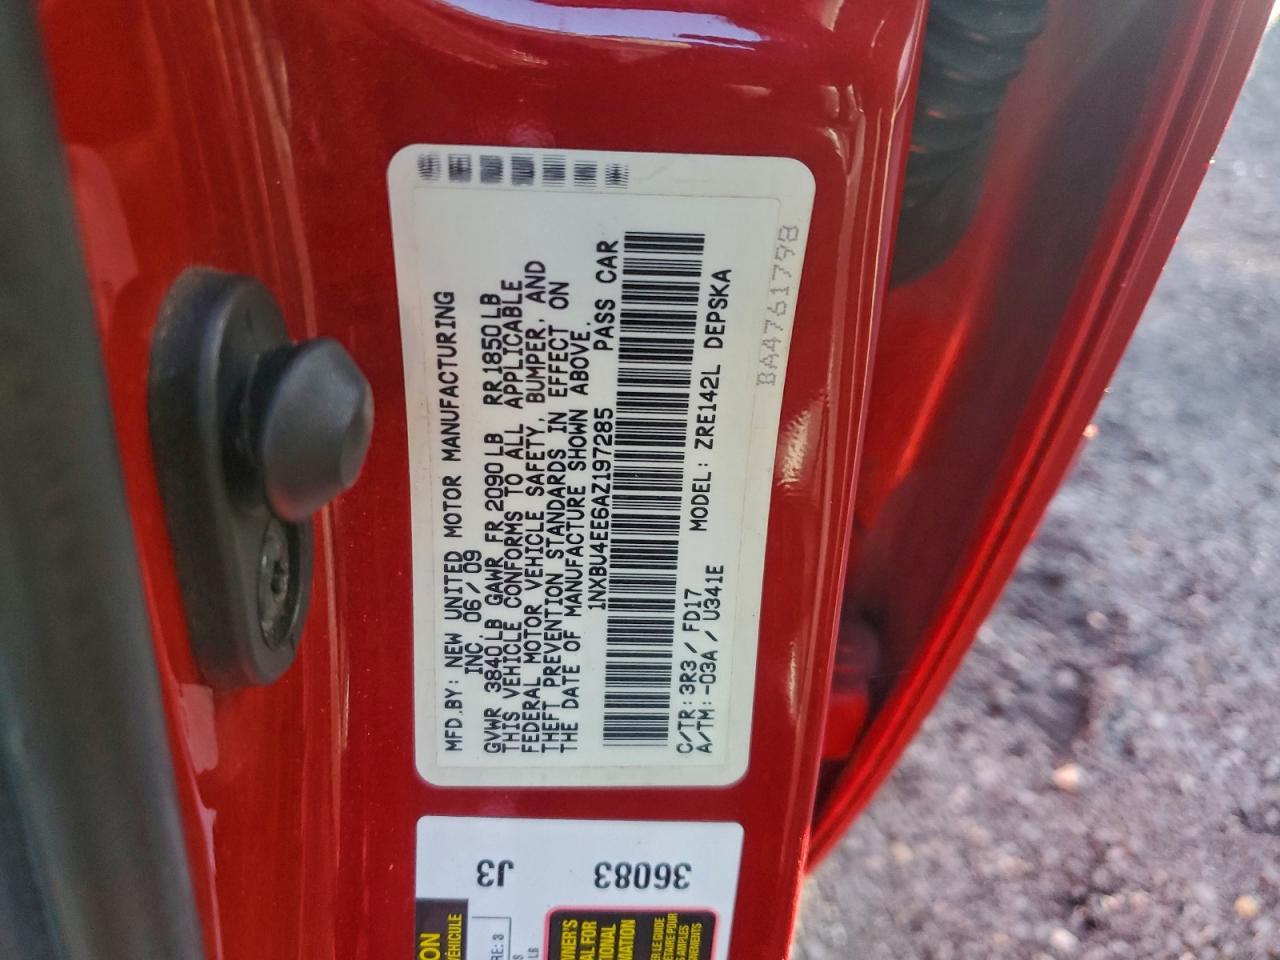 MFD.BY: NEW UNITED MOTOR MANUFACTURING
INC. 06/09
GVWR 3840LB GAWR FR 2090LB RR 1850LB
THIS VEHICLE CONFORMS TO ALL APPLICABLE
FEDERAL MOTOR VEHICLE SAFETY, BUMPER, AND
THEFT PREVENTION STANDARDS IN EFFECT ON
THE DATE OF MANUFACTURE SHOWN ABOVE.
1NXBU4EE6AZ197285 PASS CAR
C/TR: 3R3/FD17 MODEL: ZRE142L DEPSKA
A/TM: -03A/U341E
BA4761798
J3
36083